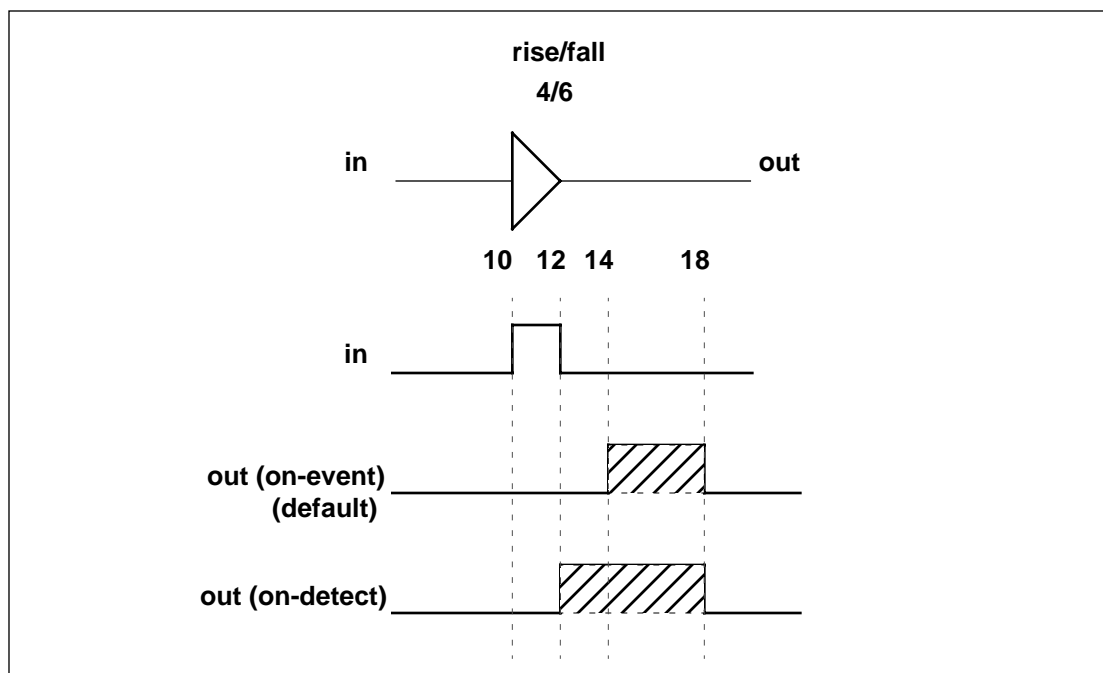 rise/fall
4/6
in
out
10 12 14 18
in
out (on-event)
(default)
out (on-detect)